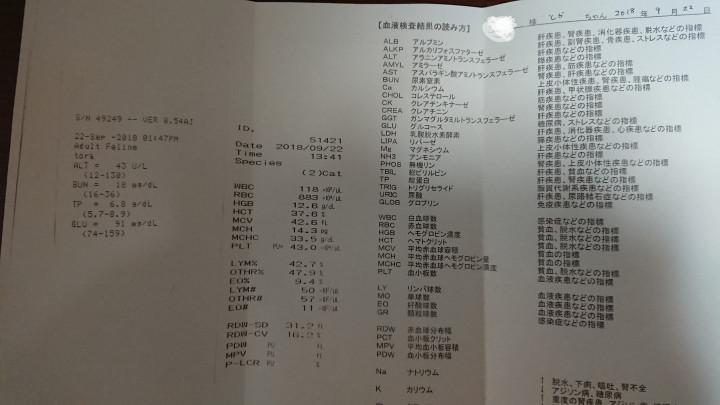 S/N 49249 -- VER 8.54AJ
22-Sep-2018 01:47PM
Adult Feline
tora
ALT = 43 U/L
(12-130)
BUN = 18 mg/dL
(16-36)
TP = 6.8 g/dL
(5.7-8.9)
GLU = 91 mg/dL
(74-159)
ID. 51421
Date 2018/09/22
Time 13:41
Species
(2)Cat
WBC 118 ×10²/μL
RBC 883 ×10⁴/μL
HGB 12.6 g/dL
HCT 37.6 %
MCV 42.6 fL
MCH 14.3 pg
MCHC 33.5 g/dL
PLT PU* 43.0 ×10⁴/μL
LYM% 42.7 %
OTHR% 47.9 %
EO% 9.4 %
LYM# 50 ×10²/μL
OTHR# 57 ×10²/μL
EO# 11 ×10²/μL
RDW-SD 31.2 fL
RDW-CV 16.2 %
PDW PU fL
MPV PU fL
P-LCR PU %
【血液検査結果の読み方】
様 とら ちゃん 2018年 9月 22日
ALB アルブミン 肝疾患、腎疾患、消化器疾患、脱水などの指標
ALKP アルカリフォスファターゼ 肝疾患、副腎疾患、骨疾患、ストレスなどの指標
ALT アラニンアミノトランスフェラーゼ 肝疾患などの指標
AMYL アミラーゼ 膵疾患などの指標
AST アスパラギン酸アミノトランスフェラーゼ 肝疾患、筋疾患などの指標
BUN 尿素窒素 腎疾患、肝疾患などの指標
Ca カルシウム 上皮小体疾患、腎疾患、腫瘍などの指標
CHOL コレステロール 肝疾患、甲状腺疾患などの指標
CK クレアチンキナーゼ 筋疾患などの指標
CREA クレアチニン 腎疾患などの指標
GGT ガンマグルタミルトランスフェラーゼ 肝疾患などの指標
GLU グルコース 糖尿病、ストレスなどの指標
LDH 乳酸脱水素酵素 肝疾患、消化器疾患、心疾患などの指標
LIPA リパーゼ 膵疾患などの指標
Mg マグネシウム 上皮小体疾患などの指標
NH3 アンモニア 肝疾患などの指標
PHOS 無機リン 腎疾患、上皮小体疾患などの指標
TBIL 総ビリルビン 肝疾患、貧血などの指標
TP 総蛋白 肝疾患、腎疾患などの指標
TRIG トリグリセライド 脂質代謝系疾患などの指標
URIC 尿酸 肝疾患、尿路結石症などの指標
GLOB グロブリン 免疫疾患などの指標
WBC 白血球数 感染症などの指標
RBC 赤血球数 貧血、脱水などの指標
HGB ヘモグロビン濃度 貧血、脱水などの指標
HCT ヘマトクリット 貧血、脱水などの指標
MCV 平均赤血球容積 貧血の指標
MCH 平均赤血球ヘモグロビン量 貧血の指標
MCHC 平均赤血球ヘモグロビン濃度 貧血、脱水などの指標
PLT 血小板数 血液疾患などの指標
LY リンパ球数 血液疾患などの指標
MO 単球数 血液疾患などの指標
EO 好酸球数 血液疾患などの指標
GR 顆粒球数 感染症などの指標
RDW 赤血球分布幅
PCT 血小板クリット
MPV 平均血小板容積
PDW 血小板分布幅
Na ナトリウム ↑ 脱水、下痢、嘔吐、腎不全
↓ アジソン病、糖尿病
K カリウム